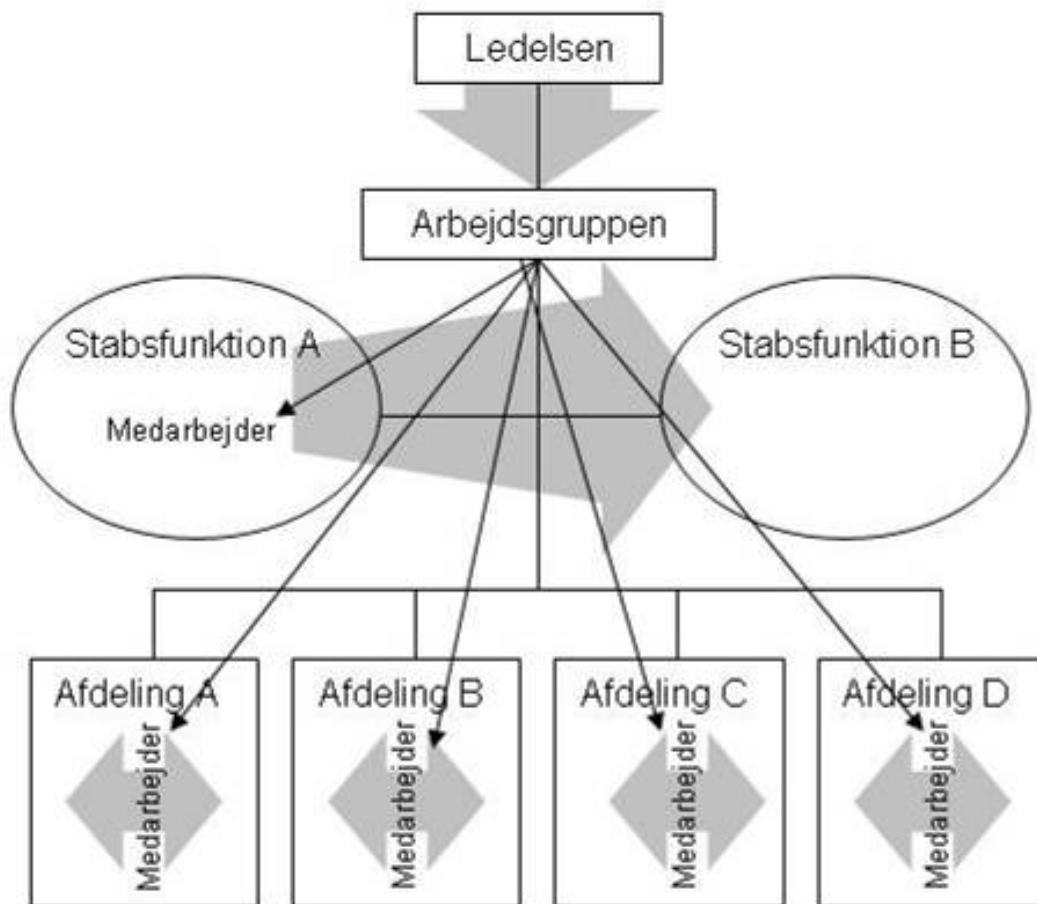 Ledelsen
Arbejdsgruppen
Stabsfunktion A
Medarbejder
Stabsfunktion B
Afdeling A
Medarbejder
Afdeling B
Medarbejder
Afdeling C
Medarbejder
Afdeling D
Medarbejder